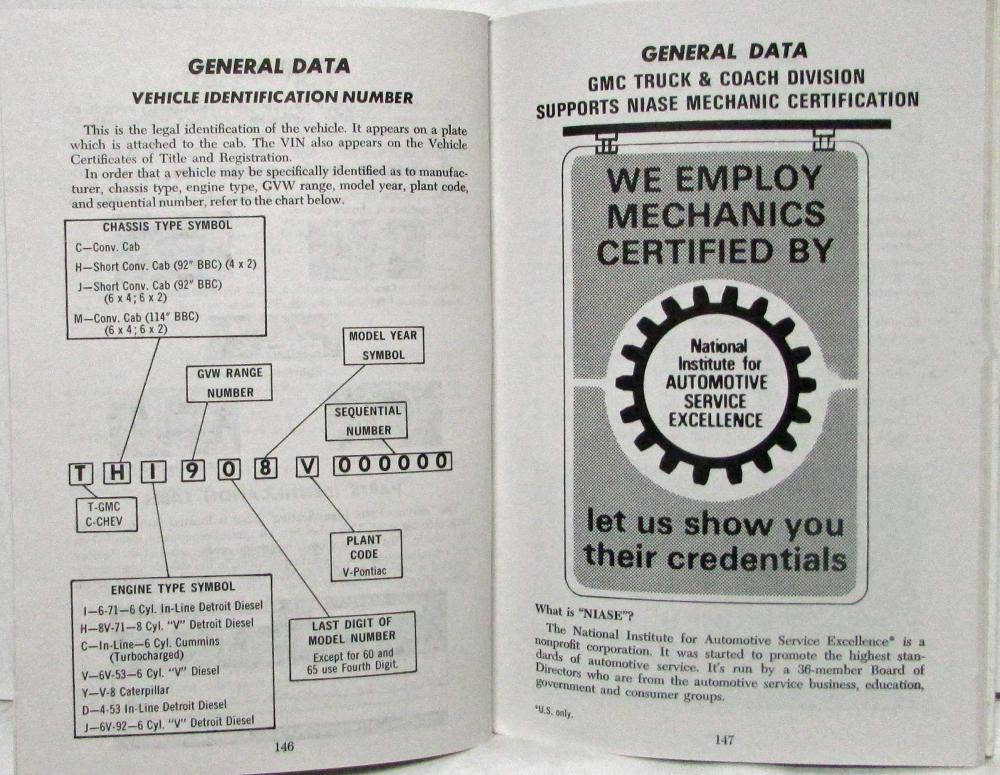 GENERAL DATA
VEHICLE IDENTIFICATION NUMBER
This is the legal identification of the vehicle. It appears on a plate
which is attached to the cab. The VIN also appears on the Vehicle
Certificates of Title and Registration.
In order that a vehicle may be specifically identified as to manufac-
turer, chassis type, engine type, GVW range, model year, plant code,
and sequential number, refer to the chart below.
CHASSIS TYPE SYMBOL
C—Conv. Cab
H—Short Conv. Cab (92" BBC) (4 x 2)
J—Short Conv. Cab (92" BBC)
(6 x 4; 6 x 2)
M—Conv. Cab (114" BBC)
(6 x 4; 6 x 2)
MODEL YEAR
SYMBOL
GVW RANGE
NUMBER
SEQUENTIAL
NUMBER
T H I 9 0 8 V 000000
T-GMC
C-CHEV
PLANT
CODE
V-Pontiac
ENGINE TYPE SYMBOL
I—6-71—6 Cyl. In-Line Detroit Diesel
H—8V-71—8 Cyl. "V" Detroit Diesel
C—In-Line—6 Cyl. Cummins
(Turbocharged)
V—6V-53—6 Cyl. "V" Diesel
Y—V-8 Caterpillar
D—4-53 In-Line Detroit Diesel
J—6V-92—6 Cyl. "V" Detroit Diesel
LAST DIGIT OF
MODEL NUMBER
Except for 60 and
65 use Fourth Digit.
146
GENERAL DATA
GMC TRUCK & COACH DIVISION
SUPPORTS NIASE MECHANIC CERTIFICATION
WE EMPLOY
MECHANICS
CERTIFIED BY
National
Institute for
AUTOMOTIVE
SERVICE
EXCELLENCE
let us show you
their credentials
What is "NIASE"?
The National Institute for Automotive Service Excellence* is a
nonprofit corporation. It was started to promote the highest stan-
dards of automotive service. It's run by a 36-member Board of
Directors who are from the automotive service business, education,
government and consumer groups.
*U.S. only.
147